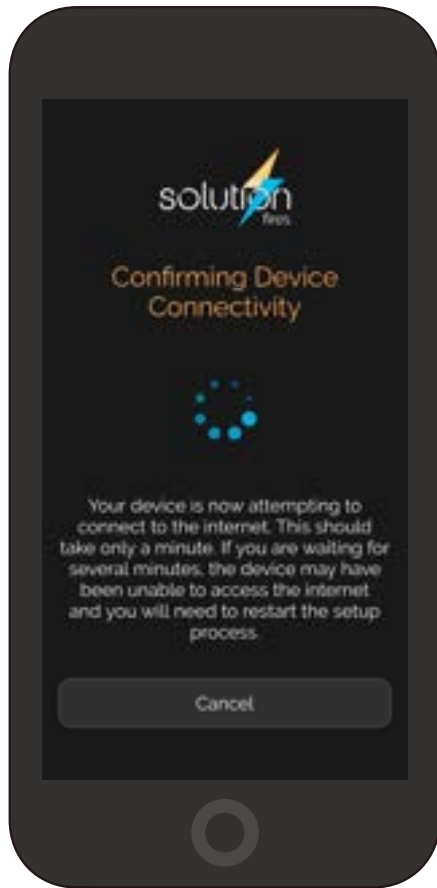 solution
fires
Confirming Device
Connectivity
Your device is now attempting to
connect to the internet. This should
take only a minute. If you are waiting for
several minutes, the device may have
been unable to access the internet
and you will need to restart the setup
process.
Cancel